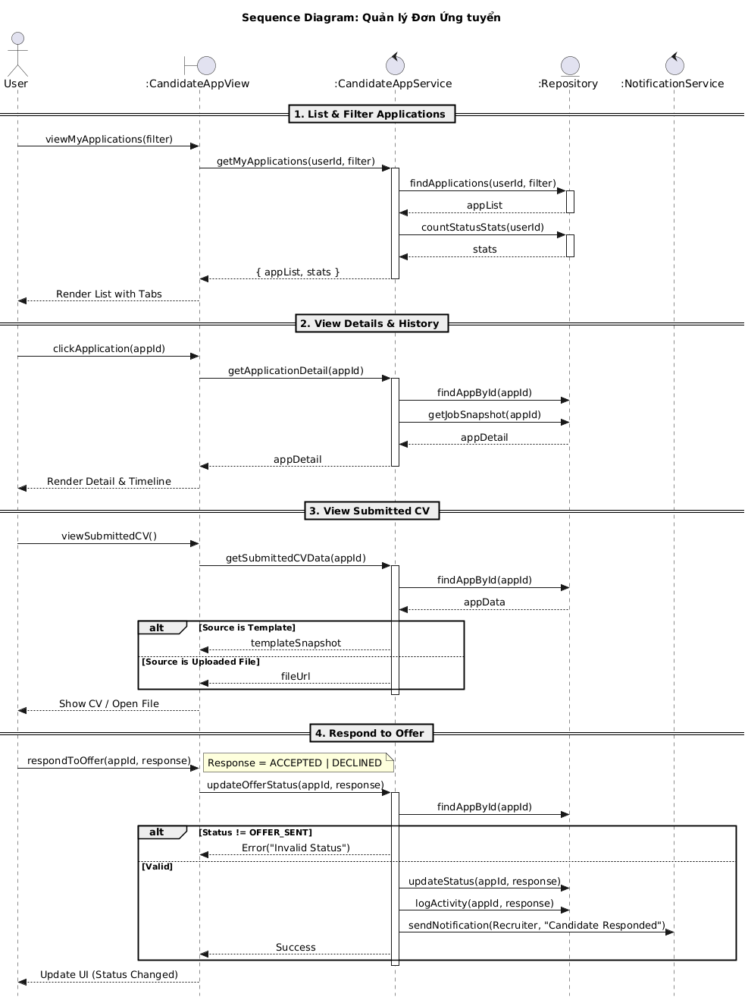 Sequence Diagram: Quản lý Đơn Ứng tuyển
User
:CandidateAppView
:CandidateAppService
:Repository
:NotificationService
1. List & Filter Applications
viewMyApplications(filter)
getMyApplications(userId, filter)
findApplications(userId, filter)
appList
countStatusStats(userId)
stats
{ appList, stats }
Render List with Tabs
2. View Details & History
clickApplication(appId)
getApplicationDetail(appId)
findAppById(appId)
getJobSnapshot(appId)
appDetail
appDetail
Render Detail & Timeline
3. View Submitted CV
viewSubmittedCV()
getSubmittedCVData(appId)
findAppById(appId)
appData
alt [Source is Template]
templateSnapshot
[Source is Uploaded File]
fileUrl
Show CV / Open File
4. Respond to Offer
respondToOffer(appId, response)
Response = ACCEPTED | DECLINED
updateOfferStatus(appId, response)
findAppById(appId)
alt [Status != OFFER_SENT]
Error("Invalid Status")
[Valid]
updateStatus(appId, response)
logActivity(appId, response)
sendNotification(Recruiter, "Candidate Responded")
Success
Update UI (Status Changed)